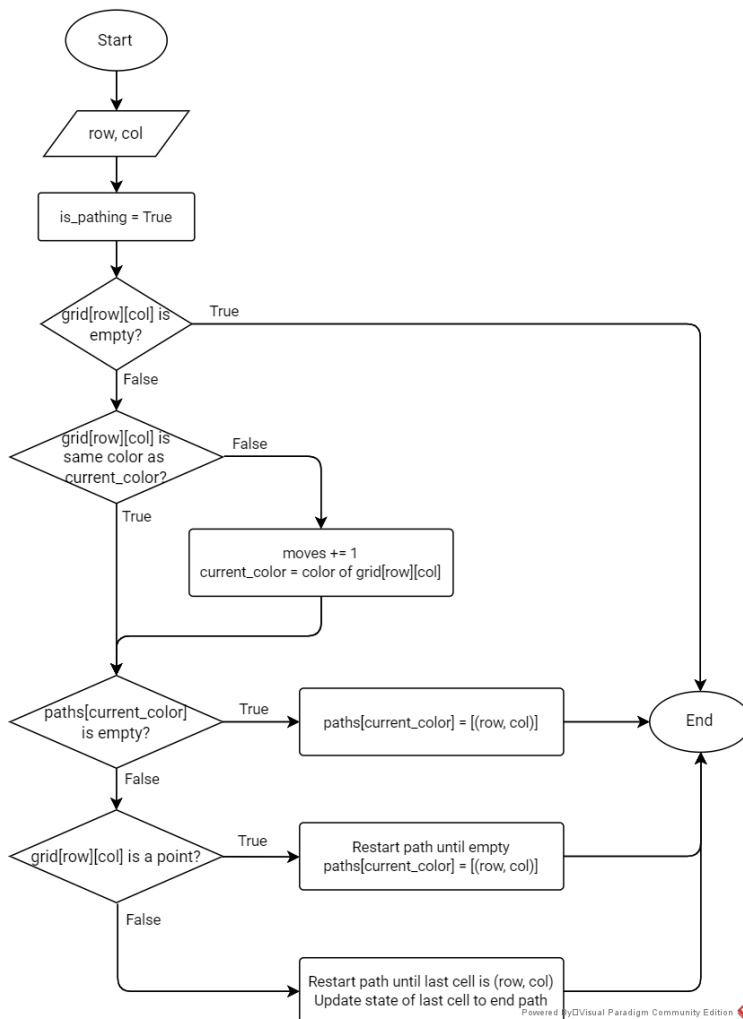 Start
row, col
is_pathing = True
grid[row][col] is
empty?
True
False
grid[row][col] is
same color as
current_color?
False
True
moves += 1
current_color = color of grid[row][col]
paths[current_color]
is empty?
True
paths[current_color] = [(row, col)]
End
False
grid[row][col] is a point?
True
Restart path until empty
paths[current_color] = [(row, col)]
False
Restart path until last cell is (row, col)
Update state of last cell to end path
Powered By□Visual Paradigm Community Edition